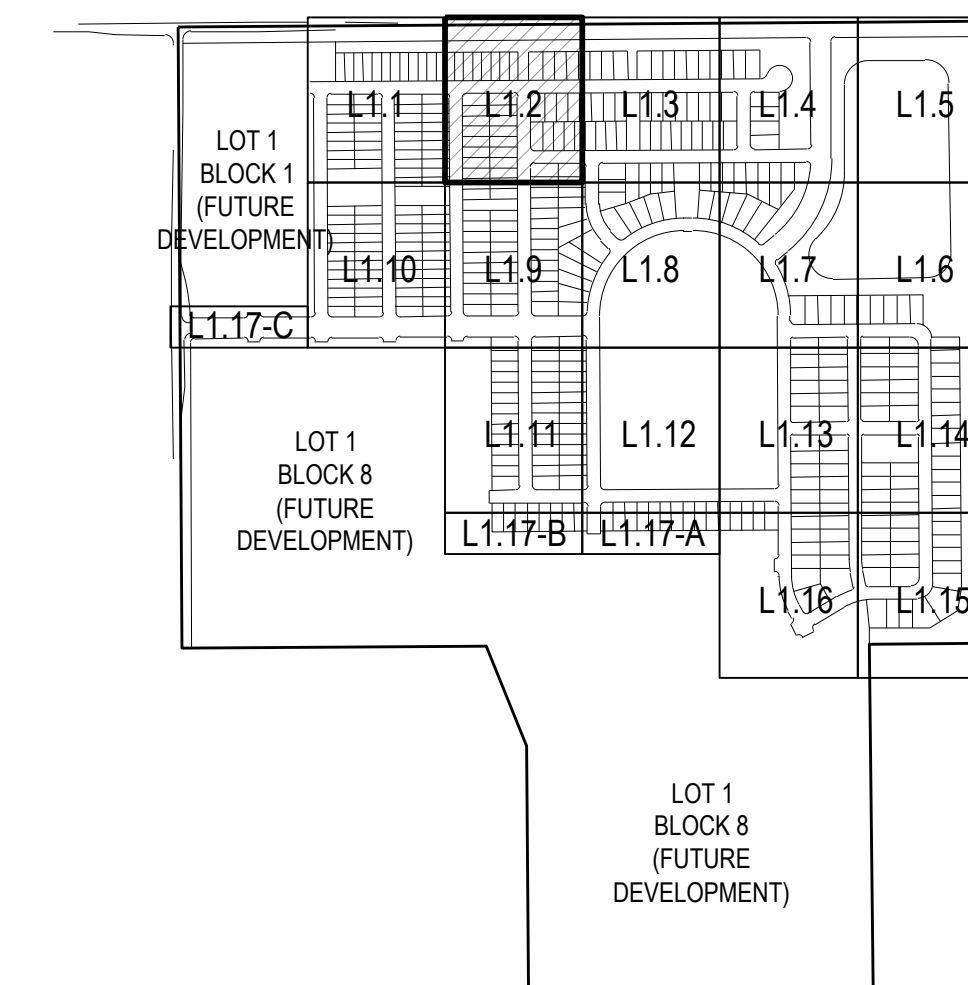 L1.1
L1.2
L1.3
L1.4
L1.5
LOT 1
BLOCK 1
(FUTURE
DEVELOPMENT)
L1.10
L1.9
L1.8
L1.7
L1.6
L1.17-C
LOT 1
BLOCK 8
(FUTURE
DEVELOPMENT)
L1.11
L1.12
L1.13
L1.14
L1.17-B
L1.17-A
L1.16
L1.15
LOT 1
BLOCK 8
(FUTURE
DEVELOPMENT)